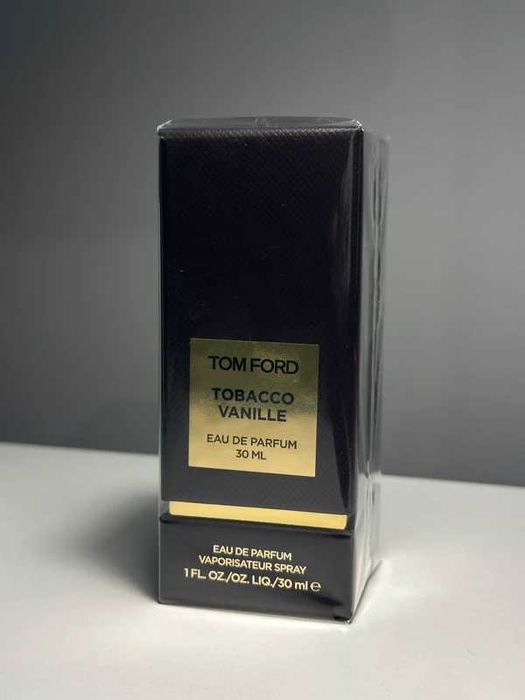 TOM FORD
TOBACCO
VANILLE
EAU DE PARFUM
30 ML
EAU DE PARFUM
VAPORISATEUR SPRAY
1 FL. OZ./OZ. LIQ./30 ml ℮